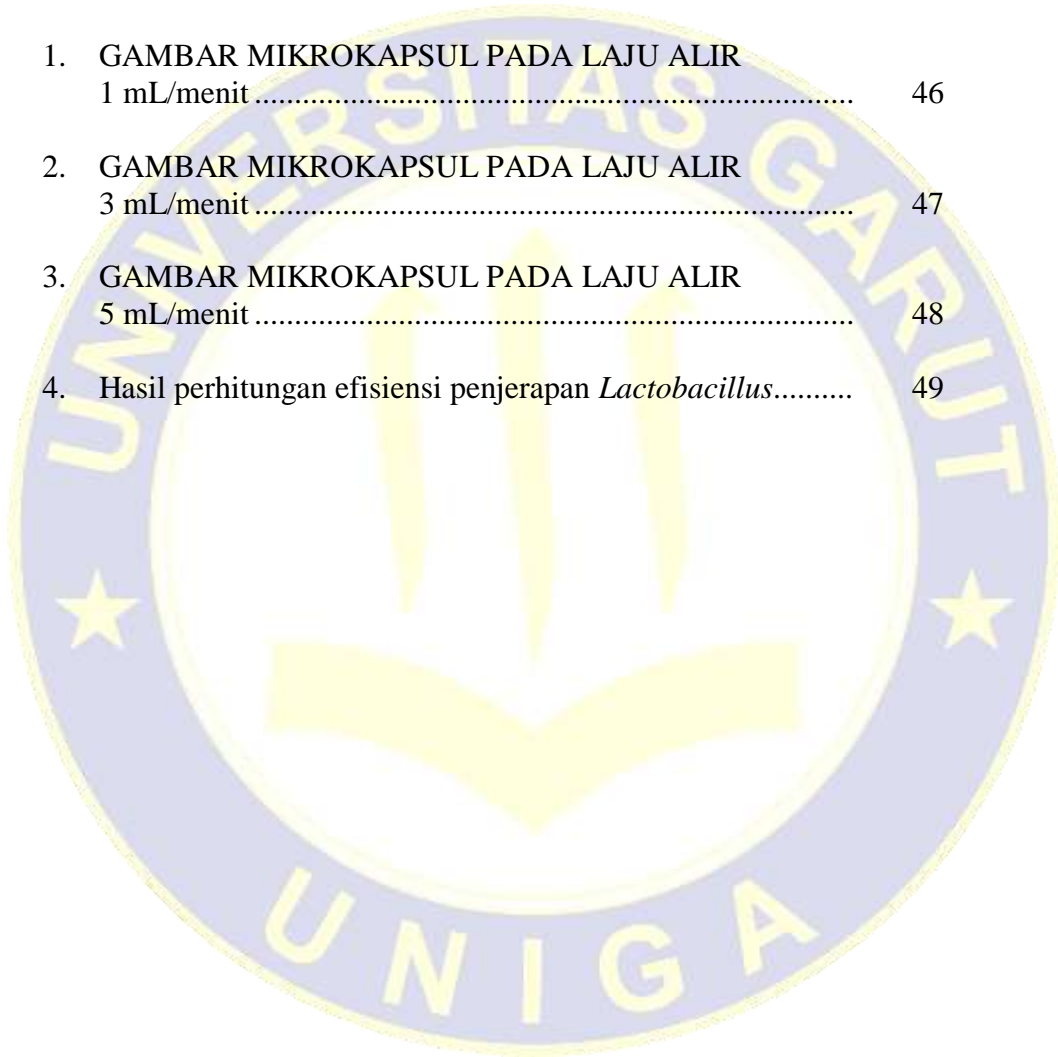 1. GAMBAR MIKROKAPSUL PADA LAJU ALIR
1 mL/menit .......................................................................... 46
2. GAMBAR MIKROKAPSUL PADA LAJU ALIR
3 mL/menit .......................................................................... 47
3. GAMBAR MIKROKAPSUL PADA LAJU ALIR
5 mL/menit .......................................................................... 48
4. Hasil perhitungan efisiensi penjerapan Lactobacillus.......... 49
UNIVERSITAS GARUT
UNIGA